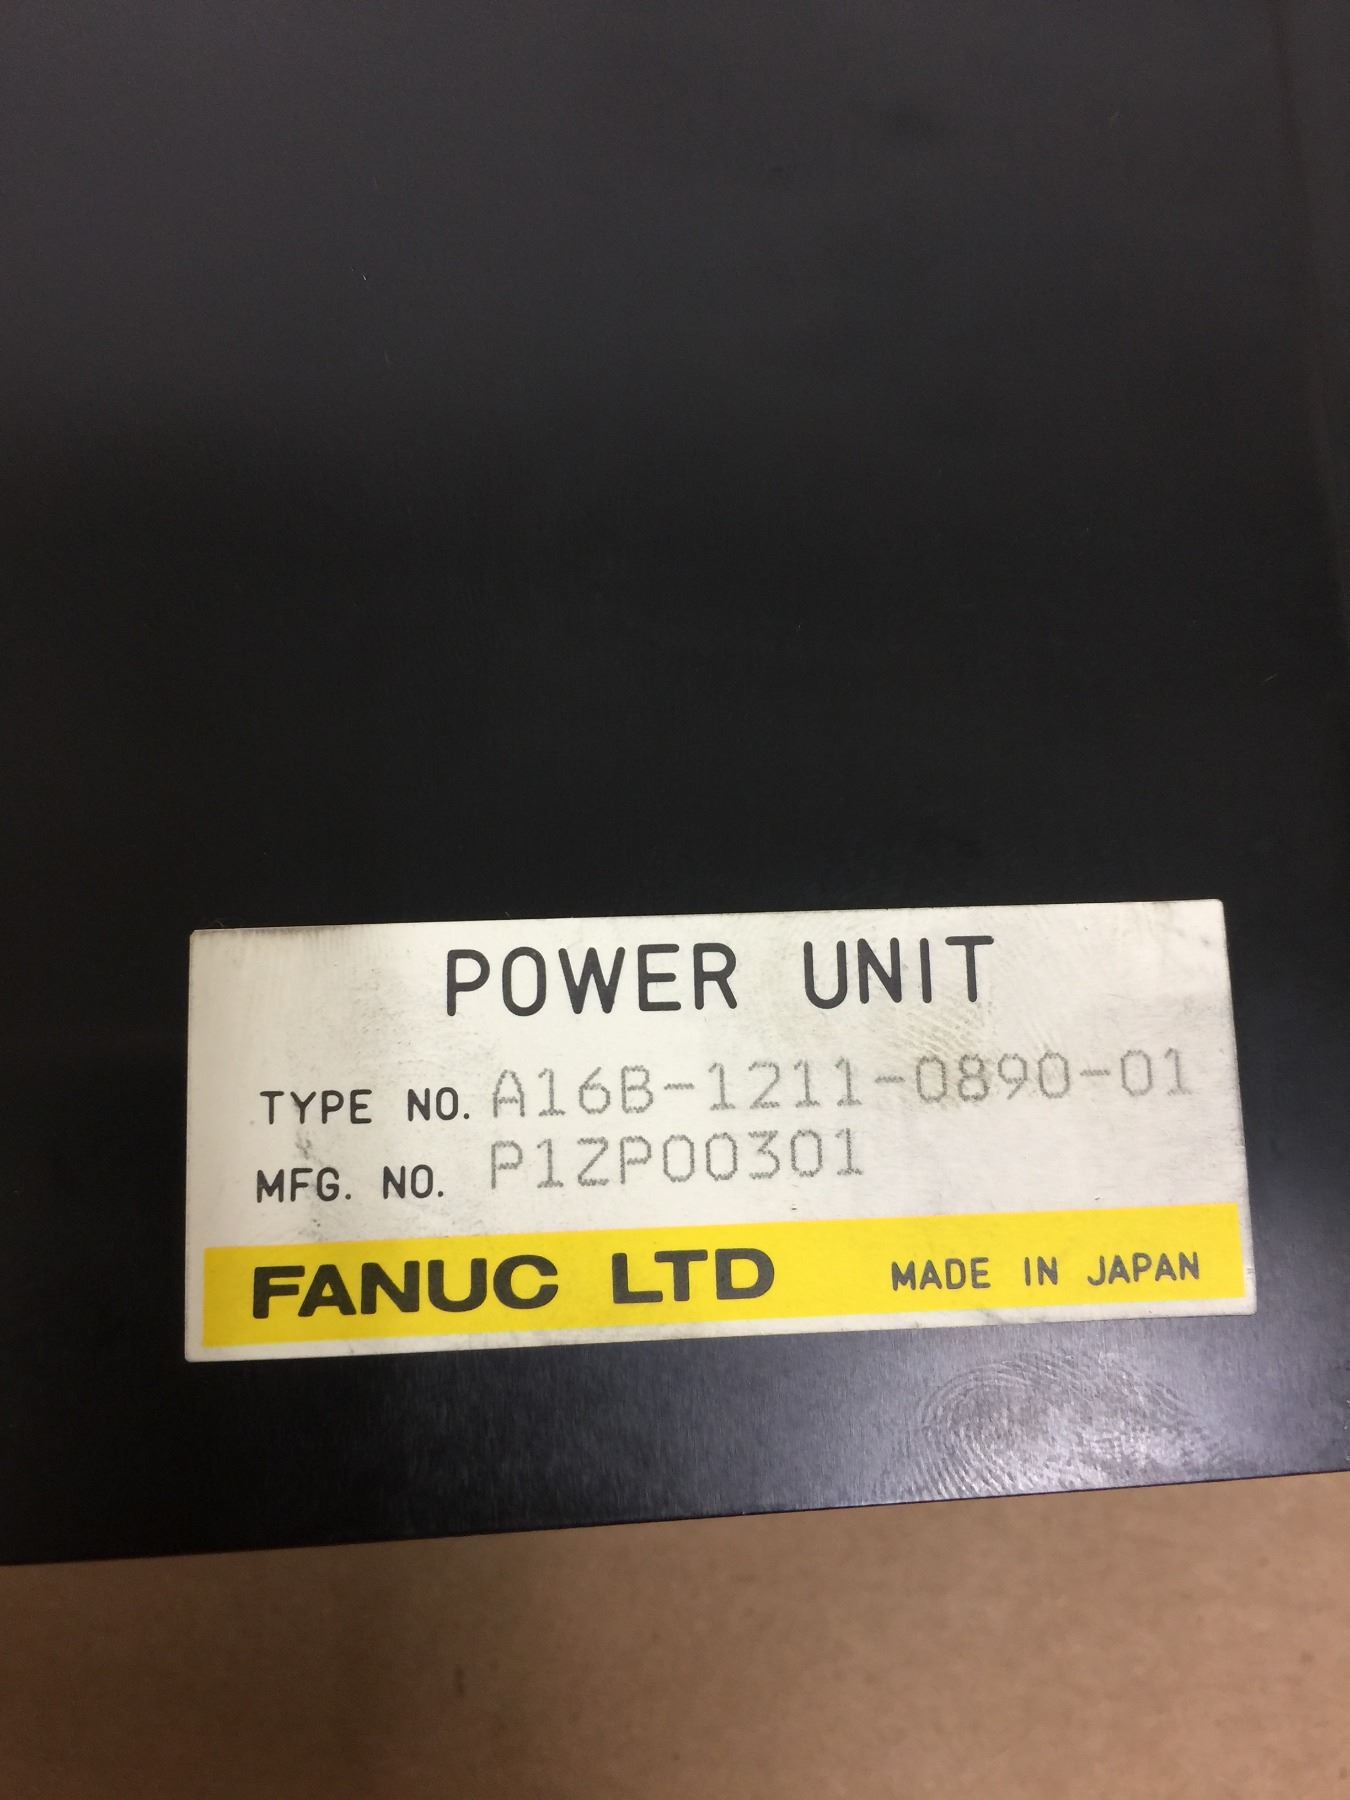 POWER UNIT
TYPE NO. A16B-1211-0890-01
MFG. NO. P1ZP00301
FANUC LTD MADE IN JAPAN